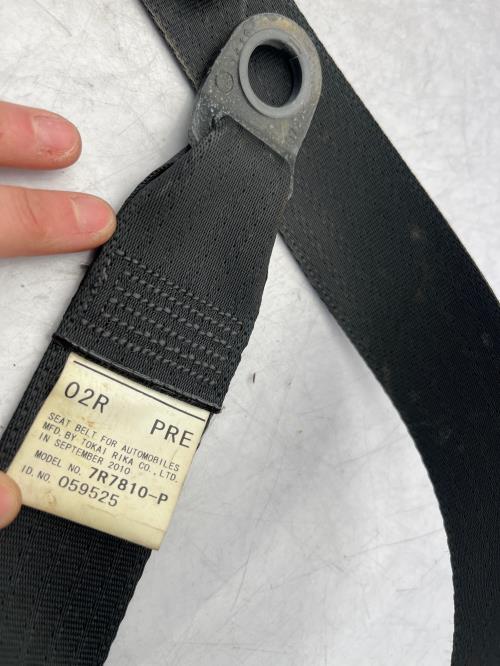 02R PRE
SEAT BELT FOR AUTOMOBILES
MFD. BY TOKAI RIKA CO., LTD.
IN SEPTEMBER 2010
MODEL NO. 7R7810-P
ID. NO. 059525